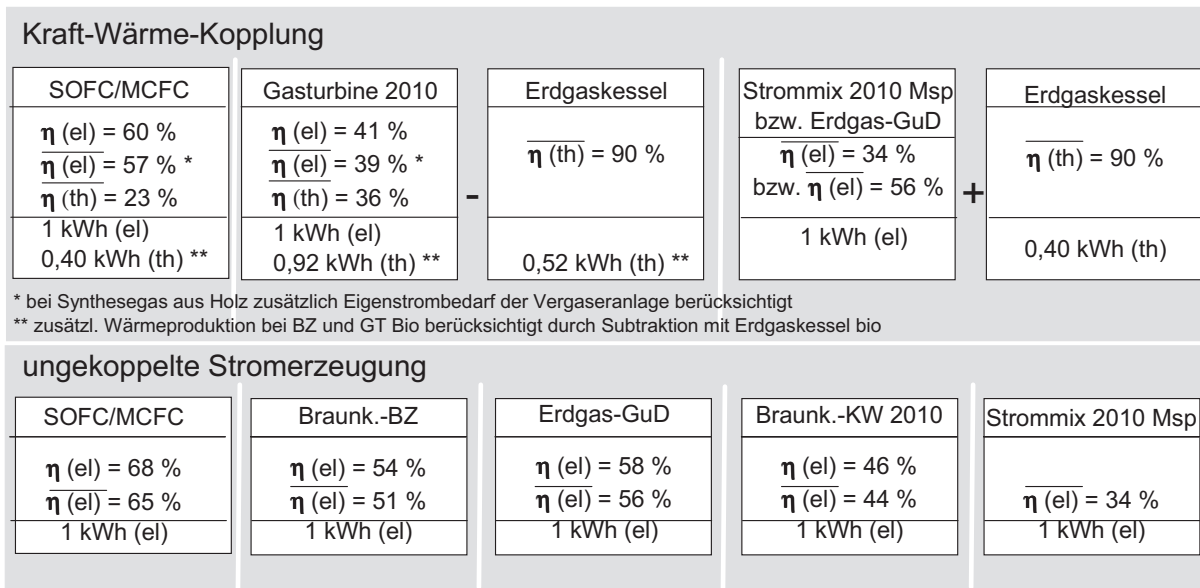 Kraft-Wärme-Kopplung
SOFC/MCFC
η (el) = 60 %
η̅ (el) = 57 % *
η̅ (th) = 23 %
1 kWh (el)
0,40 kWh (th) **
Gasturbine 2010
η (el) = 41 %
η̅ (el) = 39 % *
η̅ (th) = 36 %
1 kWh (el)
0,92 kWh (th) **
-
Erdgaskessel
η̅ (th) = 90 %
0,52 kWh (th) **
Strommix 2010 Msp
bzw. Erdgas-GuD
η̅ (el) = 34 %
bzw. η̅ (el) = 56 %
1 kWh (el)
+
Erdgaskessel
η̅ (th) = 90 %
0,40 kWh (th)
* bei Synthesegas aus Holz zusätzlich Eigenstrombedarf der Vergaseranlage berücksichtigt
** zusätzl. Wärmeproduktion bei BZ und GT Bio berücksichtigt durch Subtraktion mit Erdgaskessel bio
ungekoppelte Stromerzeugung
SOFC/MCFC
η (el) = 68 %
η̅ (el) = 65 %
1 kWh (el)
Braunk.-BZ
η (el) = 54 %
η̅ (el) = 51 %
1 kWh (el)
Erdgas-GuD
η (el) = 58 %
η̅ (el) = 56 %
1 kWh (el)
Braunk.-KW 2010
η (el) = 46 %
η̅ (el) = 44 %
1 kWh (el)
Strommix 2010 Msp
η̅ (el) = 34 %
1 kWh (el)